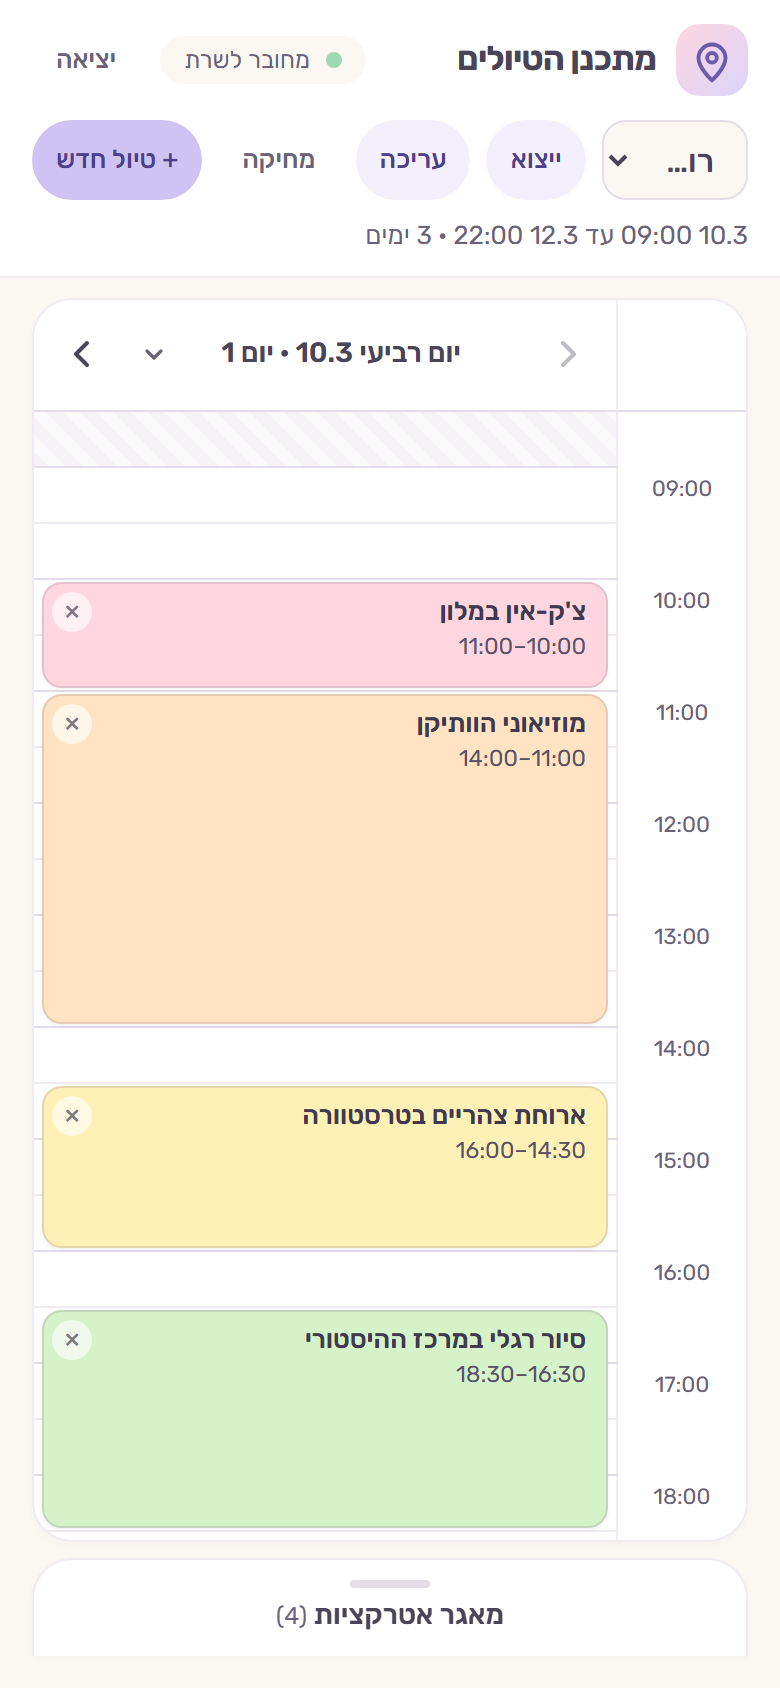 מתכנן הטיולים
מחובר לשרת
יציאה
רו...
ייצוא
עריכה
מחיקה
+ טיול חדש
10.3 09:00 עד 12.3 22:00 • 3 ימים
יום רביעי 10.3 • יום 1
09:00
10:00
צ'ק-אין במלון
10:00–11:00
11:00
מוזיאוני הוותיקן
11:00–14:00
12:00
13:00
14:00
ארוחת צהריים בטרסטוורה
14:30–16:00
15:00
16:00
סיור רגלי במרכז ההיסטורי
16:30–18:30
17:00
18:00
מאגר אטרקציות (4)